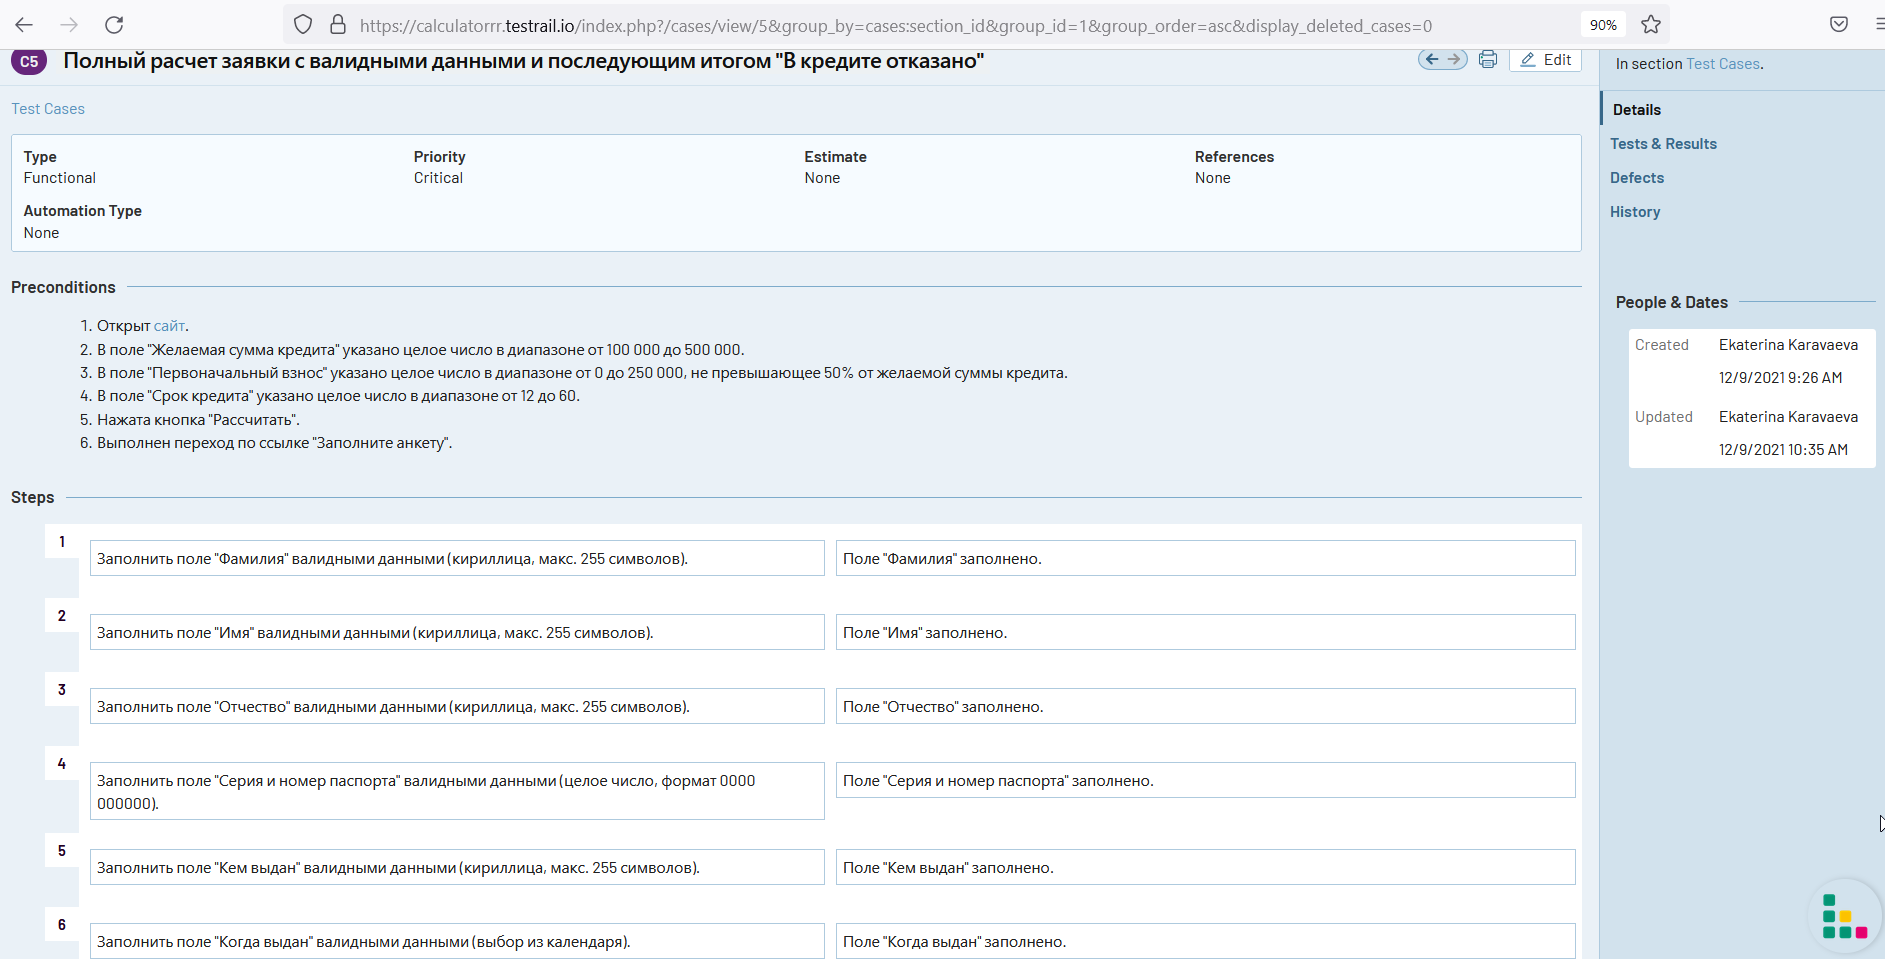 https://calculatorrr.testrail.io/index.php?/cases/view/5&group_by=cases:section_id&group_id=1&group_order=asc&display_deleted_cases=0
90%
C5
Полный расчет заявки с валидными данными и последующим итогом "В кредите отказано"
Edit
In section Test Cases.
Test Cases
Type
Functional
Priority
Critical
Estimate
None
References
None
Automation Type
None
Details
Tests & Results
Defects
History
Preconditions
1. Открыт сайт.
2. В поле "Желаемая сумма кредита" указано целое число в диапазоне от 100 000 до 500 000.
3. В поле "Первоначальный взнос" указано целое число в диапазоне от 0 до 250 000, не превышающее 50% от желаемой суммы кредита.
4. В поле "Срок кредита" указано целое число в диапазоне от 12 до 60.
5. Нажата кнопка "Рассчитать".
6. Выполнен переход по ссылке "Заполните анкету".
People & Dates
Created Ekaterina Karavaeva
12/9/2021 9:26 AM
Updated Ekaterina Karavaeva
12/9/2021 10:35 AM
Steps
1
Заполнить поле "Фамилия" валидными данными (кириллица, макс. 255 символов).
Поле "Фамилия" заполнено.
2
Заполнить поле "Имя" валидными данными (кириллица, макс. 255 символов).
Поле "Имя" заполнено.
3
Заполнить поле "Отчество" валидными данными (кириллица, макс. 255 символов).
Поле "Отчество" заполнено.
4
Заполнить поле "Серия и номер паспорта" валидными данными (целое число, формат 0000
000000).
Поле "Серия и номер паспорта" заполнено.
5
Заполнить поле "Кем выдан" валидными данными (кириллица, макс. 255 символов).
Поле "Кем выдан" заполнено.
6
Заполнить поле "Когда выдан" валидными данными (выбор из календаря).
Поле "Когда выдан" заполнено.